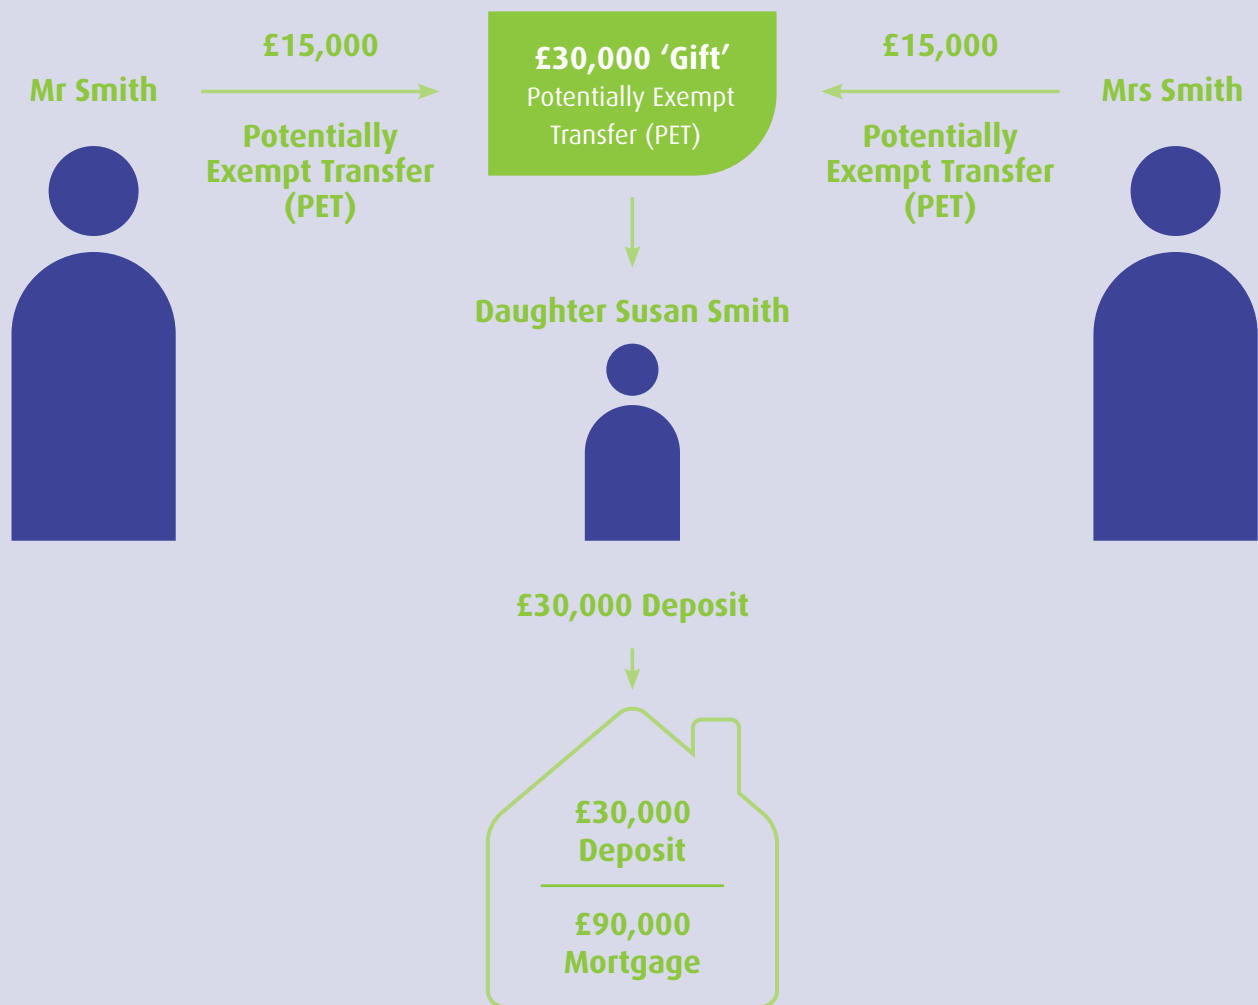 £15,000
£30,000 ‘Gift’
£15,000
Mr Smith
Potentially Exempt
Mrs Smith
Transfer (PET)
Potentially
Exempt Transfer
(PET)
Potentially
Exempt Transfer
(PET)
Daughter Susan Smith
£30,000 Deposit
£30,000
Deposit
£90,000
Mortgage